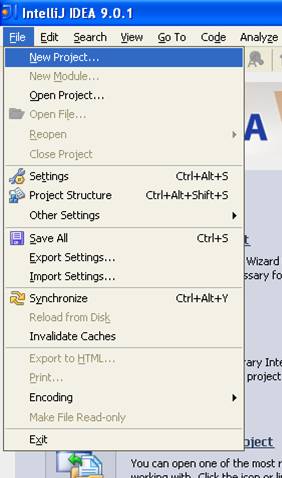 IntelliJ IDEA 9.0.1
File Edit Search View Go To Code Analyze
New Project...
New Module...
Open Project...
Open File...
Reopen
Close Project
Settings Ctrl+Alt+S
Project Structure Ctrl+Alt+Shift+S
Other Settings
Save All Ctrl+S
Export Settings...
Import Settings...
Synchronize Ctrl+Alt+Y
Reload from Disk
Invalidate Caches
Export to HTML...
Print...
Encoding
Make File Read-only
Exit
A
Wizard
ssary fo
rary Inte
project
oject
You can open one of the most r
working with. Click the icon or lin